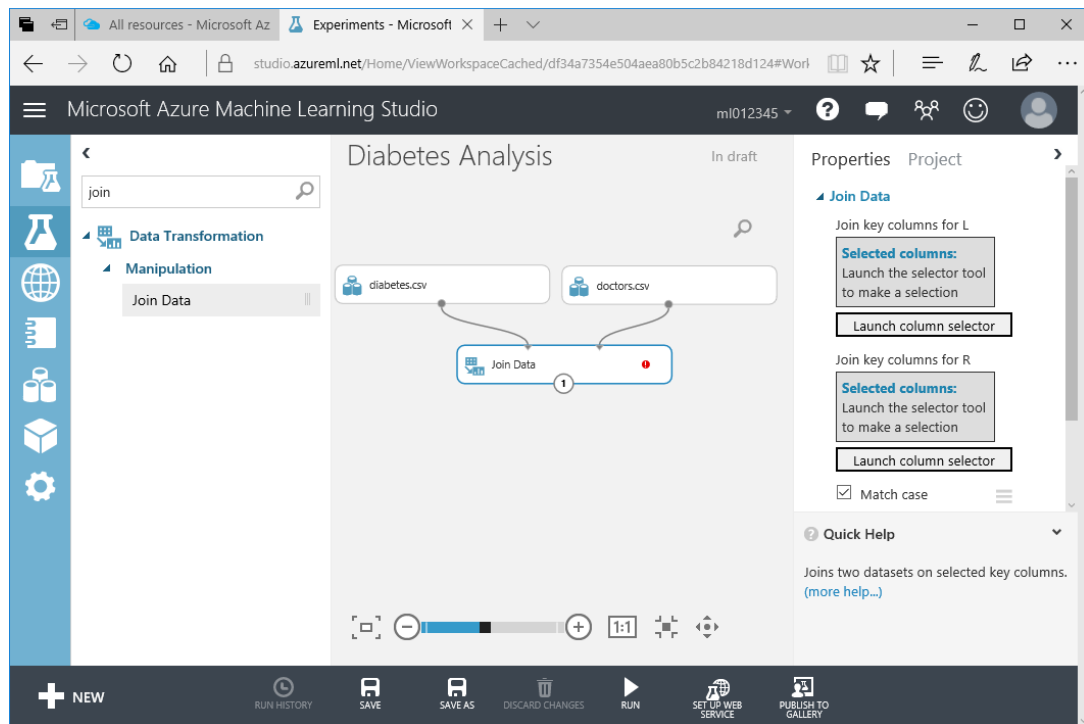 All resources - Microsoft Az
Experiments - Microsoft
studio.azureml.net/Home/ViewWorkspaceCached/df34a7354e504aea80b5c2b84218d124#Work
Microsoft Azure Machine Learning Studio
ml012345
join
Data Transformation
Manipulation
Join Data
Diabetes Analysis
In draft
diabetes.csv
doctors.csv
Join Data
1
1:1
Properties Project
Join Data
Join key columns for L
Selected columns:
Launch the selector tool
to make a selection
Launch column selector
Join key columns for R
Selected columns:
Launch the selector tool
to make a selection
Launch column selector
Match case
Quick Help
Joins two datasets on selected key columns.
(more help...)
NEW
RUN HISTORY
SAVE
SAVE AS
DISCARD CHANGES
RUN
SET UP WEB
SERVICE
PUBLISH TO
GALLERY